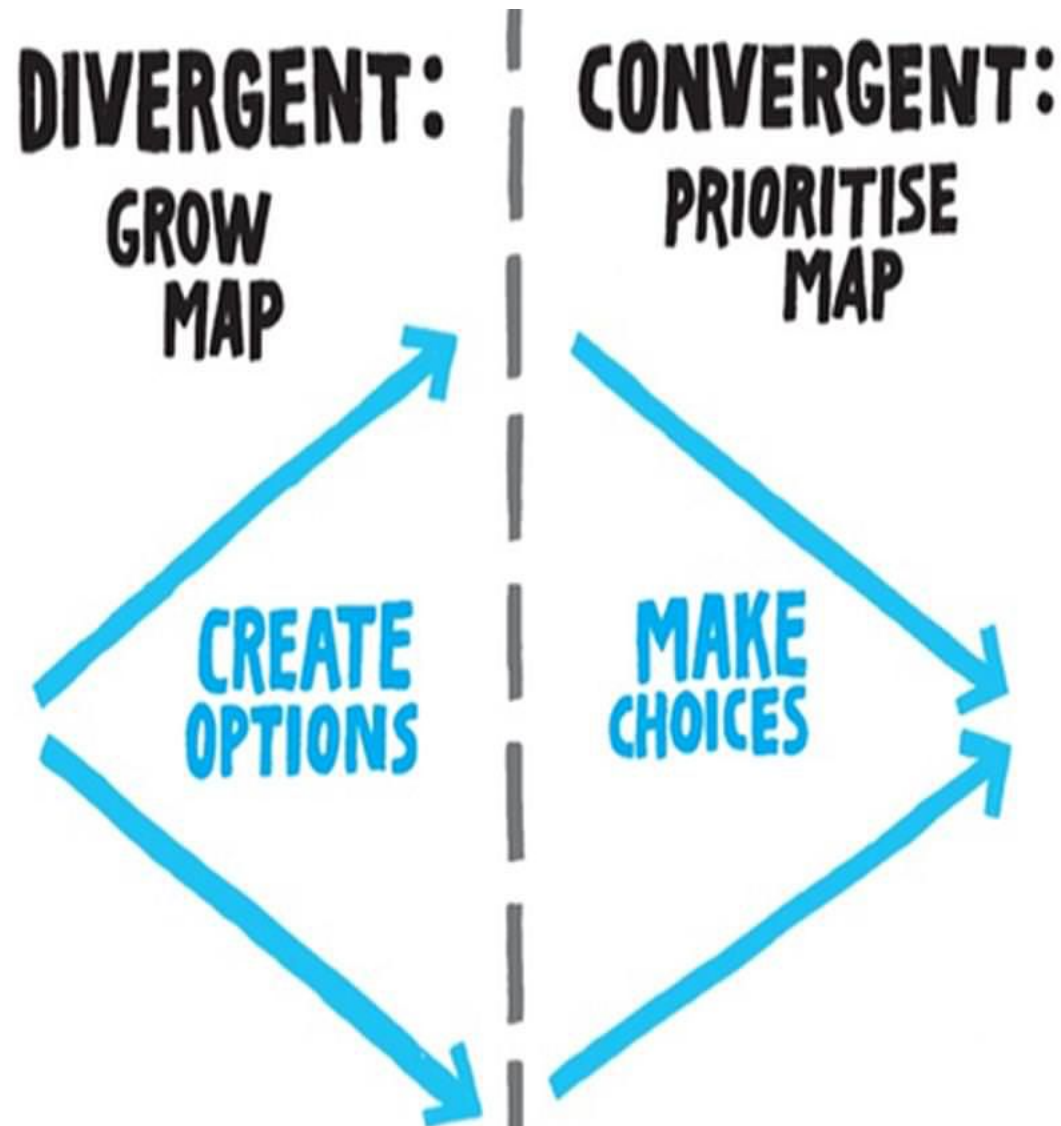 DIVERGENT:
GROW
MAP
CREATE
OPTIONS
CONVERGENT:
PRIORITISE
MAP
MAKE
CHOICES